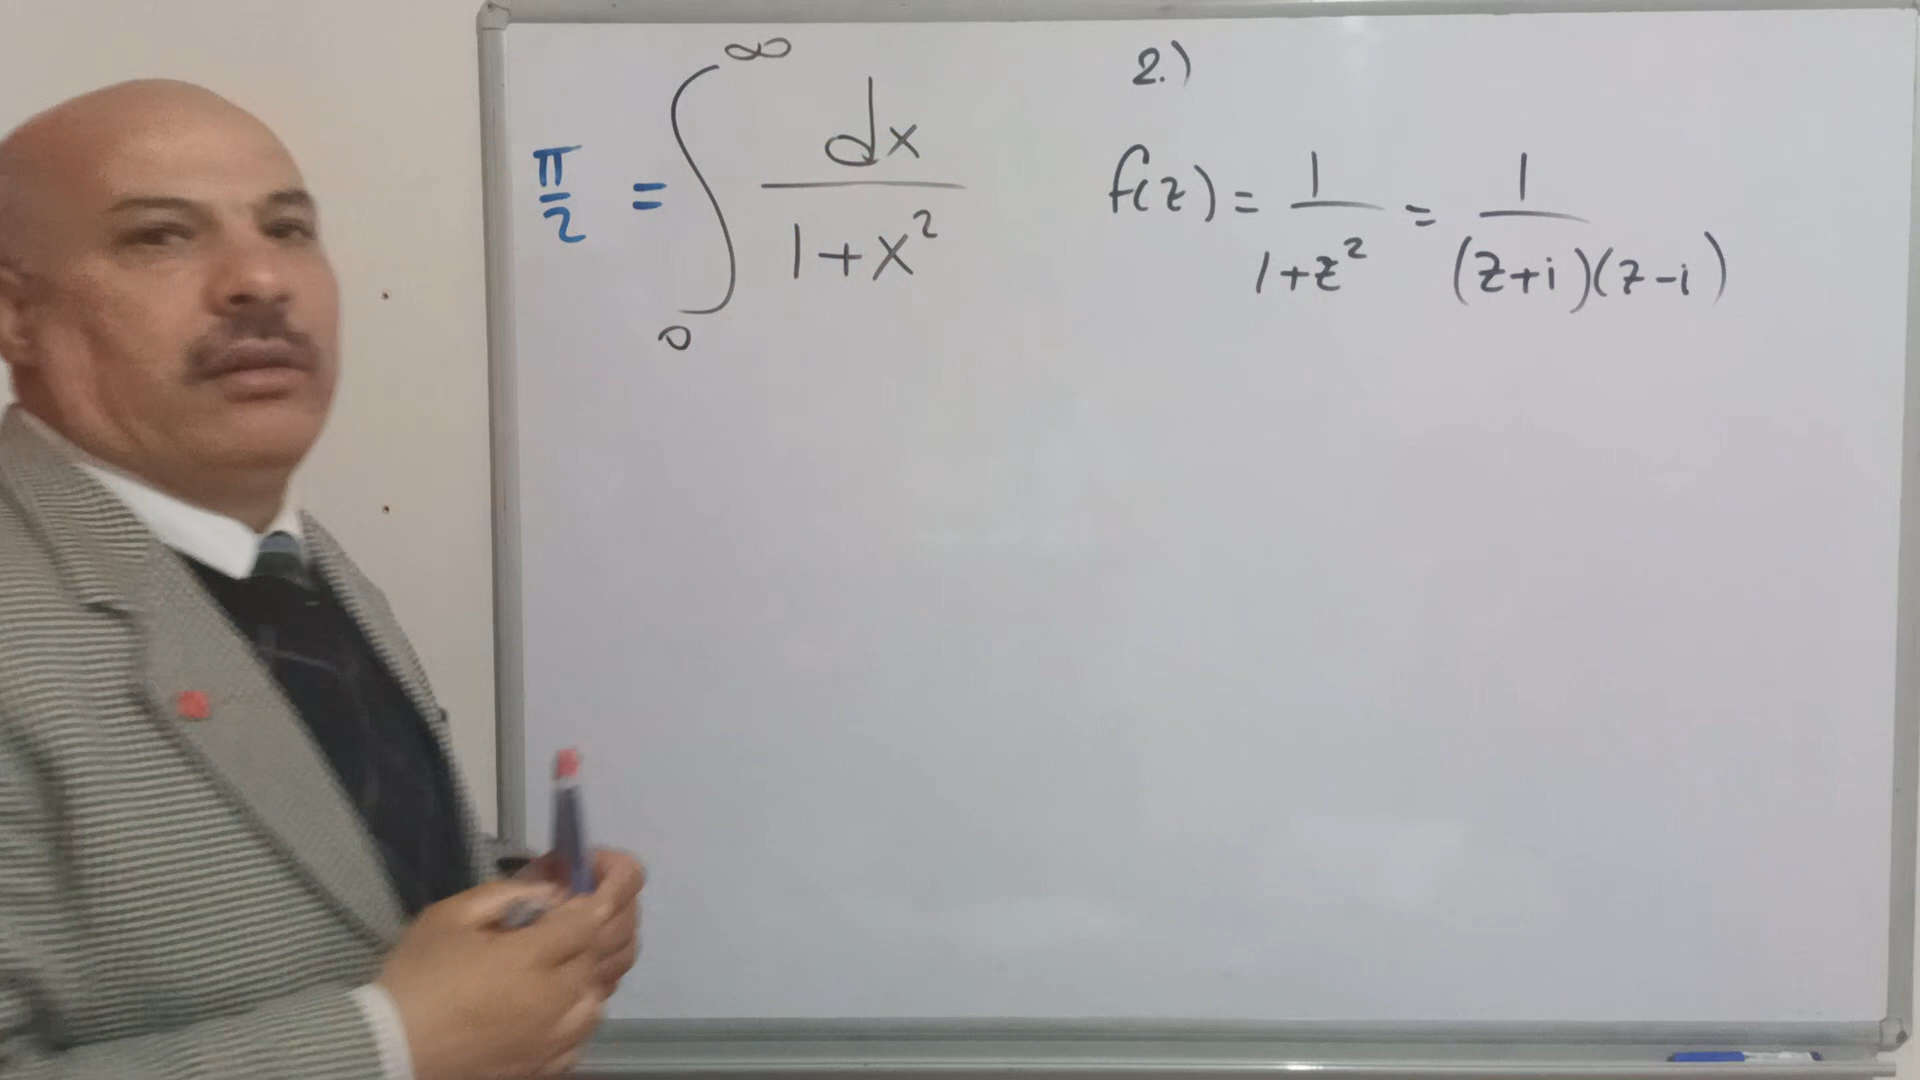 π/2 = ∫₀^∞ dx/(1+x²)
2.)
f(z) = 1/(1+z²) = 1/((z+i)(z-i))